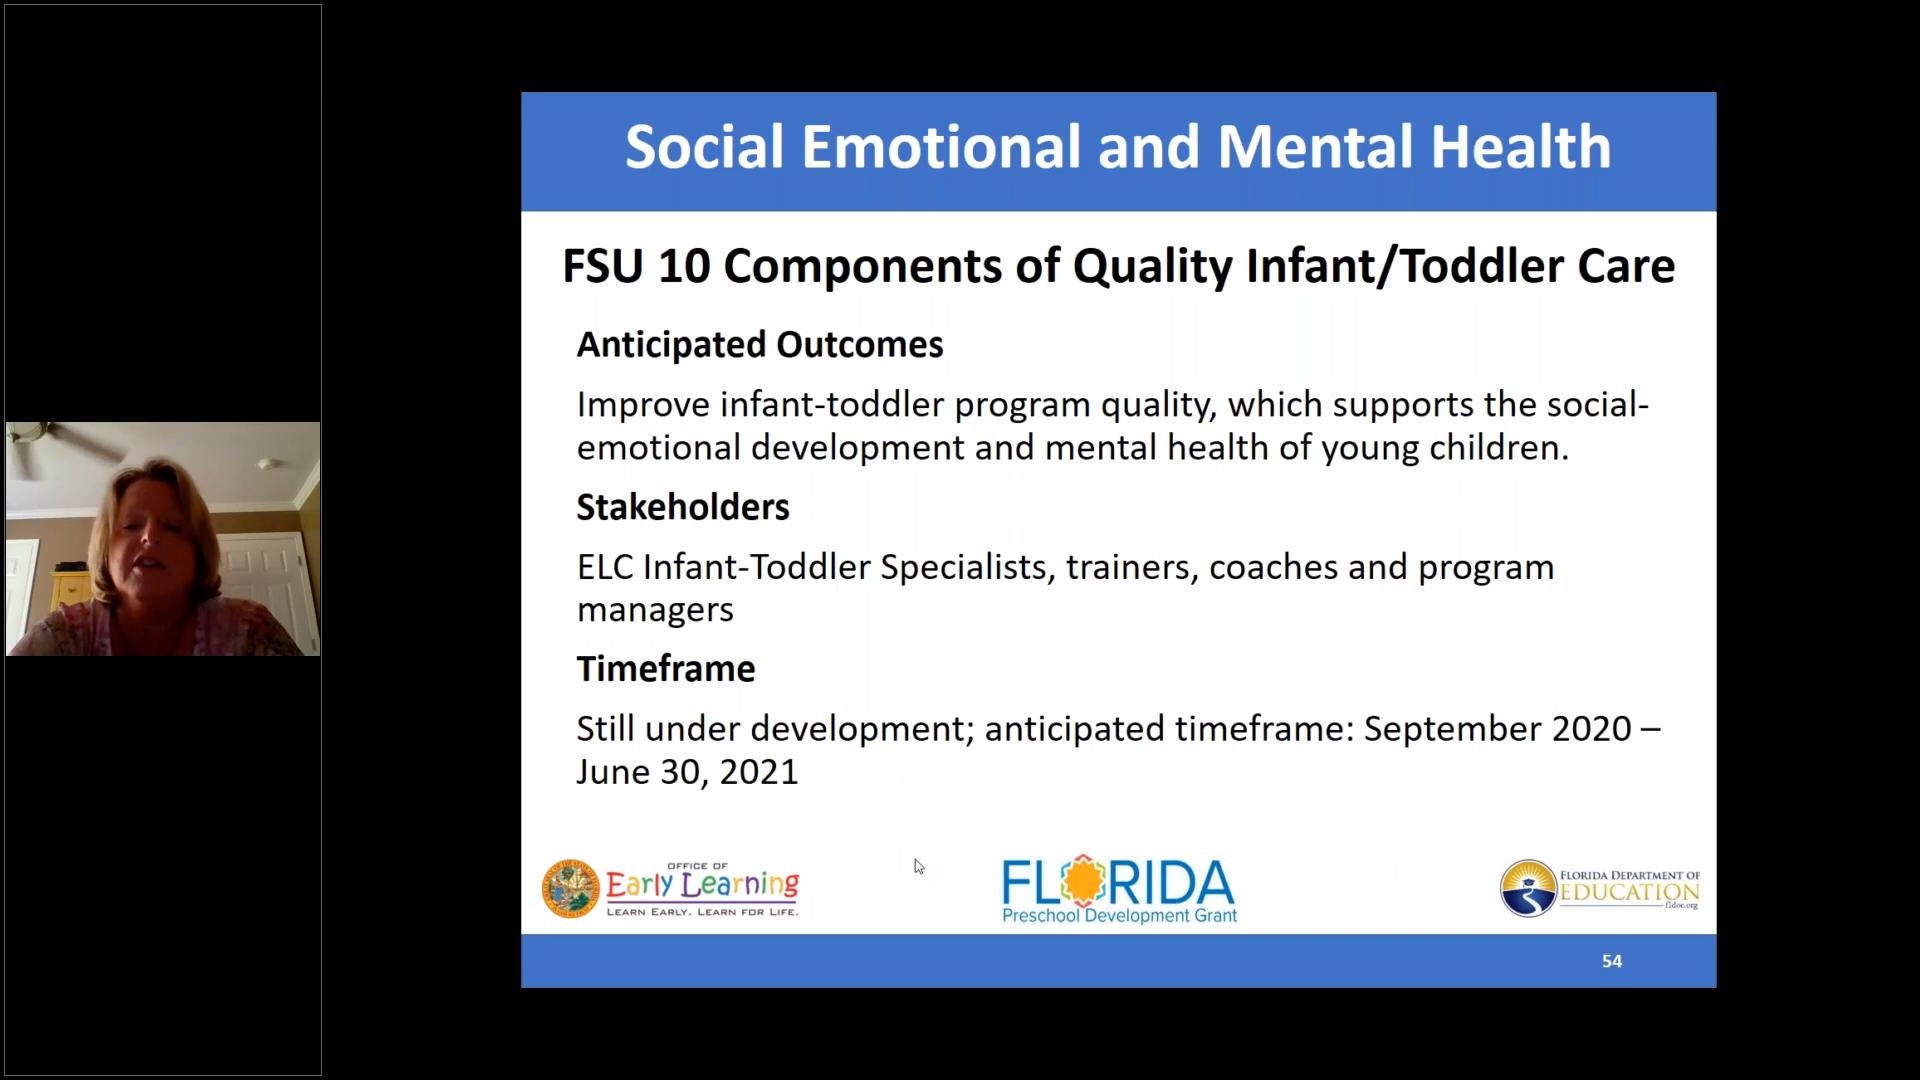 Social Emotional and Mental Health
FSU 10 Components of Quality Infant/Toddler Care
Anticipated Outcomes
Improve infant-toddler program quality, which supports the social-
emotional development and mental health of young children.
Stakeholders
ELC Infant-Toddler Specialists, trainers, coaches and program
managers
Timeframe
Still under development; anticipated timeframe: September 2020 –
June 30, 2021
OFFICE OF
Early Learning
LEARN EARLY. LEARN FOR LIFE.
FLORIDA
Preschool Development Grant
FLORIDA DEPARTMENT OF
EDUCATION
fldoe.org
54